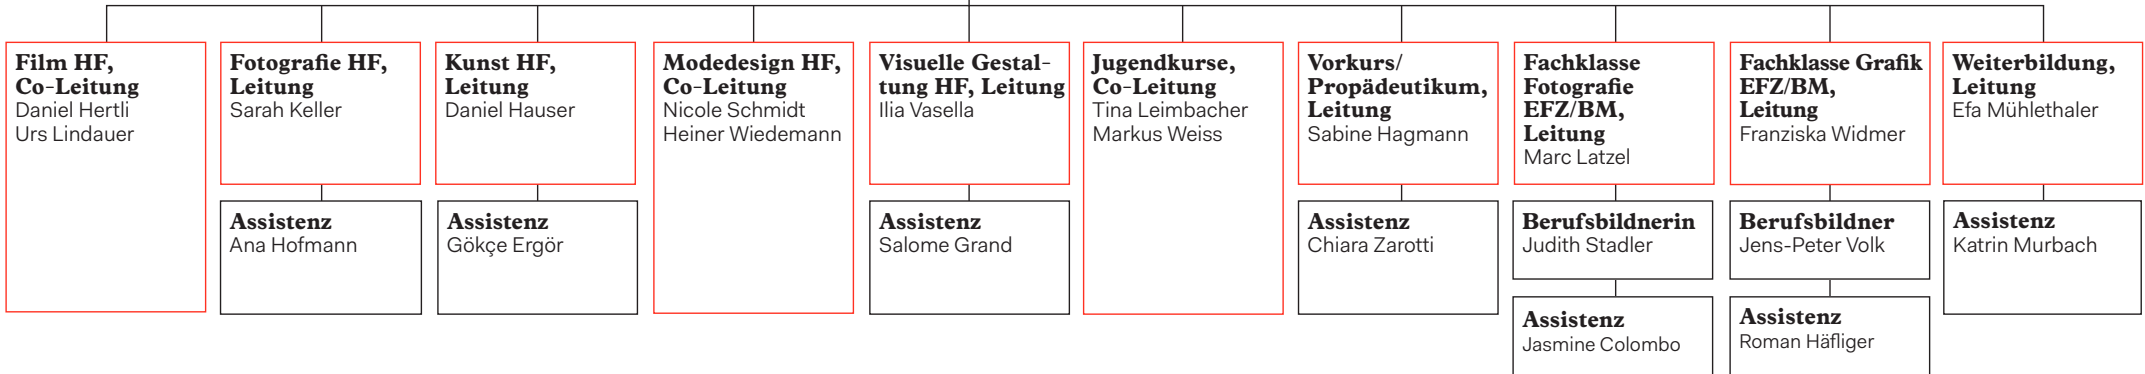 Film HF,
Co-Leitung
Daniel Hertli
Urs Lindauer
Fotografie HF,
Leitung
Sarah Keller
Assistenz
Ana Hofmann
Kunst HF,
Leitung
Daniel Hauser
Assistenz
Gökçe Ergör
Modedesign HF,
Co-Leitung
Nicole Schmidt
Heiner Wiedemann
Visuelle Gestal-
tung HF, Leitung
Ilia Vasella
Assistenz
Salome Grand
Jugendkurse,
Co-Leitung
Tina Leimbacher
Markus Weiss
Vorkurs/
Propädeutikum,
Leitung
Sabine Hagmann
Assistenz
Chiara Zarotti
Fachklasse
Fotografie
EFZ/BM,
Leitung
Marc Latzel
Berufsbildnerin
Judith Stadler
Assistenz
Jasmine Colombo
Fachklasse Grafik
EFZ/BM,
Leitung
Franziska Widmer
Berufsbildner
Jens-Peter Volk
Assistenz
Roman Häfliger
Weiterbildung,
Leitung
Efa Mühlethaler
Assistenz
Katrin Murbach